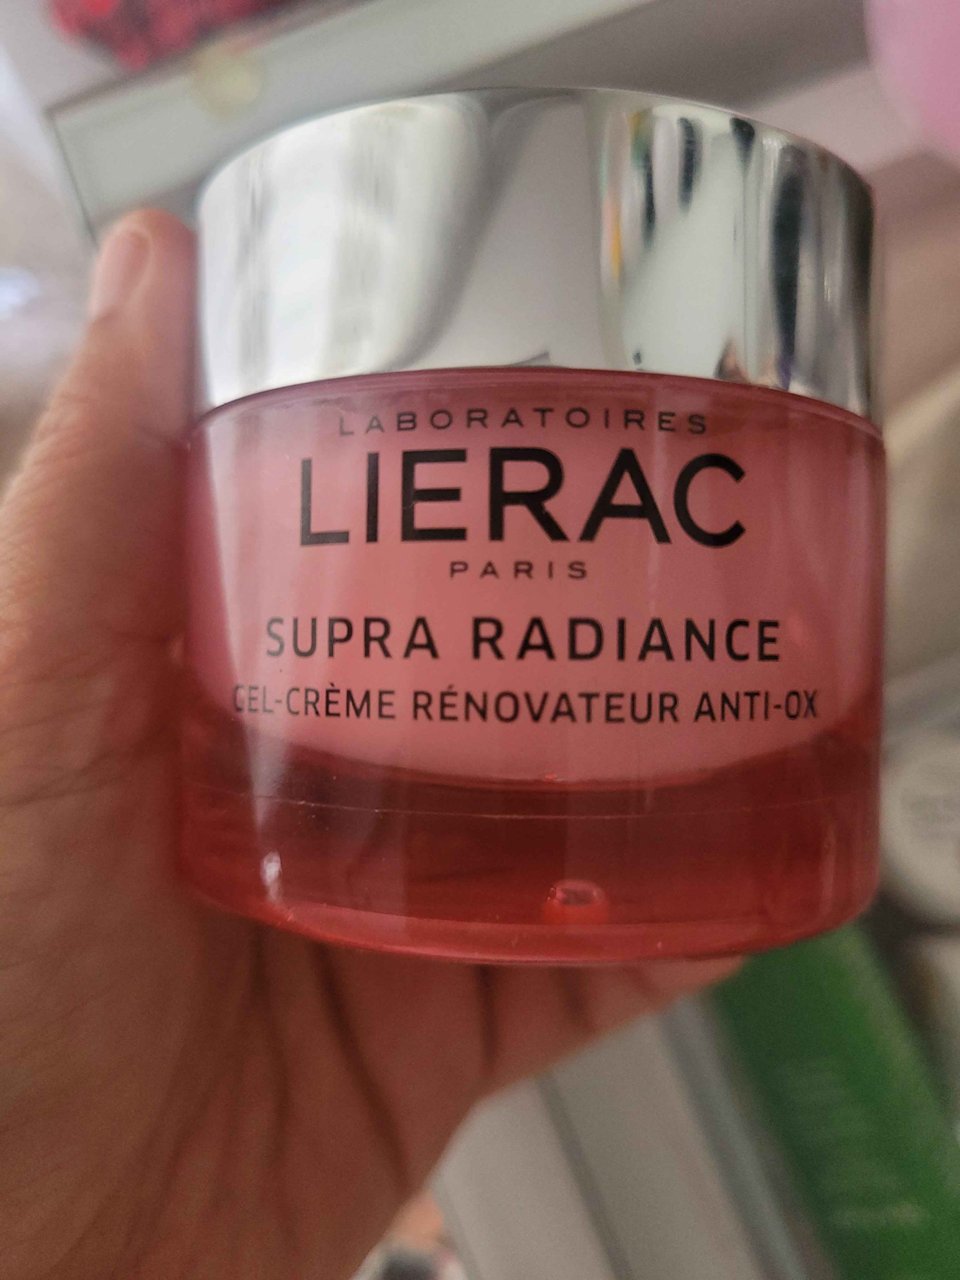 LABORATOIRES
LIERAC
PARIS
SUPRA RADIANCE
GEL-CRÈME RÉNOVATEUR ANTI-OX